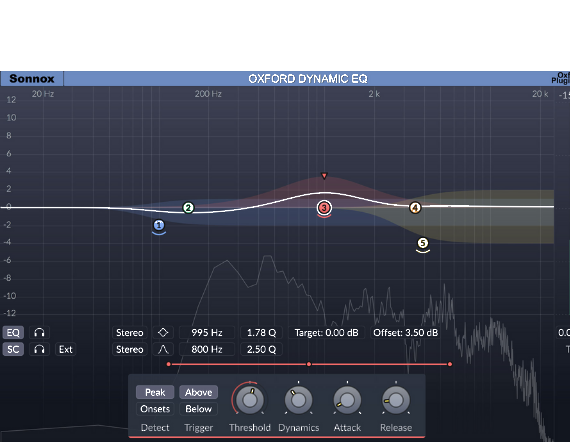 Sonnox OXFORD DYNAMIC EQ Oxf
Plugin
20 Hz 200 Hz 2 k 20 k
12
10
8
6
4
2
0
-2
-4
-6
-8
-10
-12
1 2 3 4 5
EQ Stereo 995 Hz 1.78 Q Target: 0.00 dB Offset: 3.50 dB 0.0
SC Ext Stereo 800 Hz 2.50 Q
Peak Above
Onsets Below
Detect Trigger Threshold Dynamics Attack Release